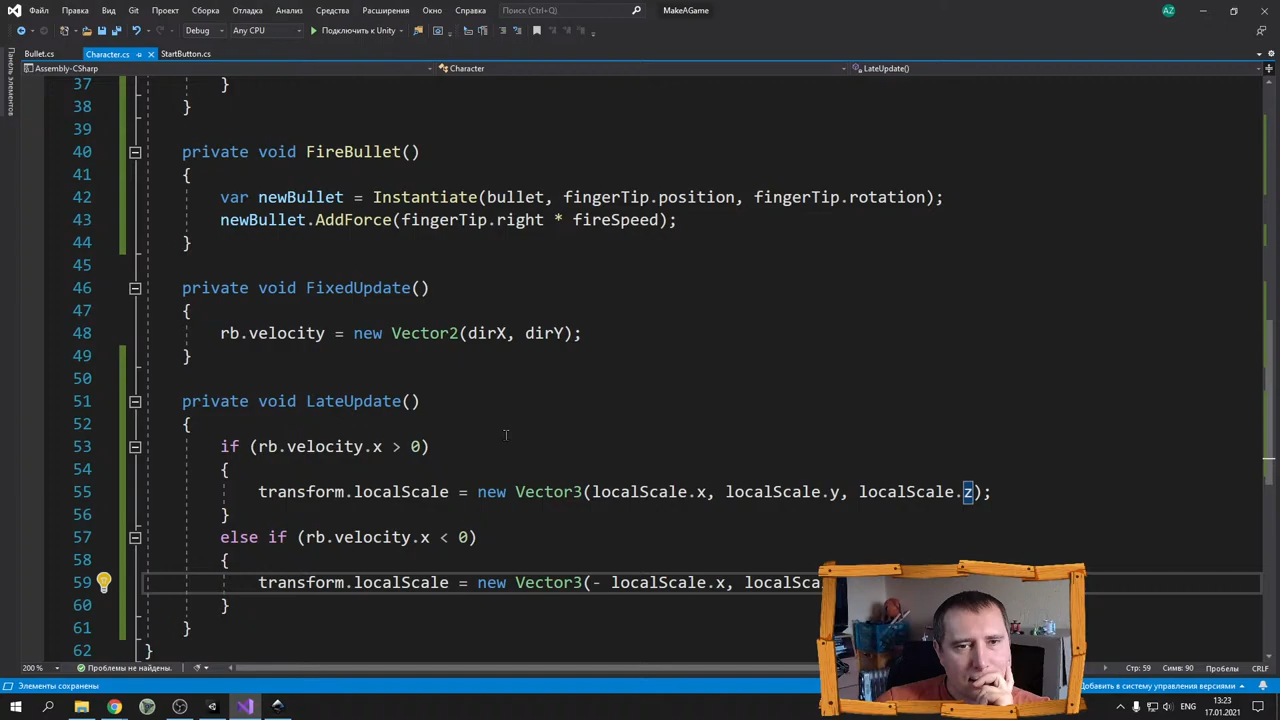 Файл Правка Вид Git Проект Сборка Отладка Анализ Средства Расширения Окно Справка Поиск (Ctrl+Q) MakeAGame AZ
Debug Any CPU Подключить к Unity
Bullet.cs Character.cs StartButton.cs
Assembly-CSharp Character LateUpdate()
Панель элементов
37 }
38 }
39
40 private void FireBullet()
41 {
42 var newBullet = Instantiate(bullet, fingerTip.position, fingerTip.rotation);
43 newBullet.AddForce(fingerTip.right * fireSpeed);
44 }
45
46 private void FixedUpdate()
47 {
48 rb.velocity = new Vector2(dirX, dirY);
49 }
50
51 private void LateUpdate()
52 {
53 if (rb.velocity.x > 0)
54 {
55 transform.localScale = new Vector3(localScale.x, localScale.y, localScale.z);
56 }
57 else if (rb.velocity.x < 0)
58 {
59 transform.localScale = new Vector3(- localScale.x, localSca
60 }
61 }
62 }
200 % Проблемы не найдены. Стр: 59 Симв: 90 Пробелы CRLF
Элементы сохранены Добавить в систему управления версиями
ENG 13:23
17.01.2021